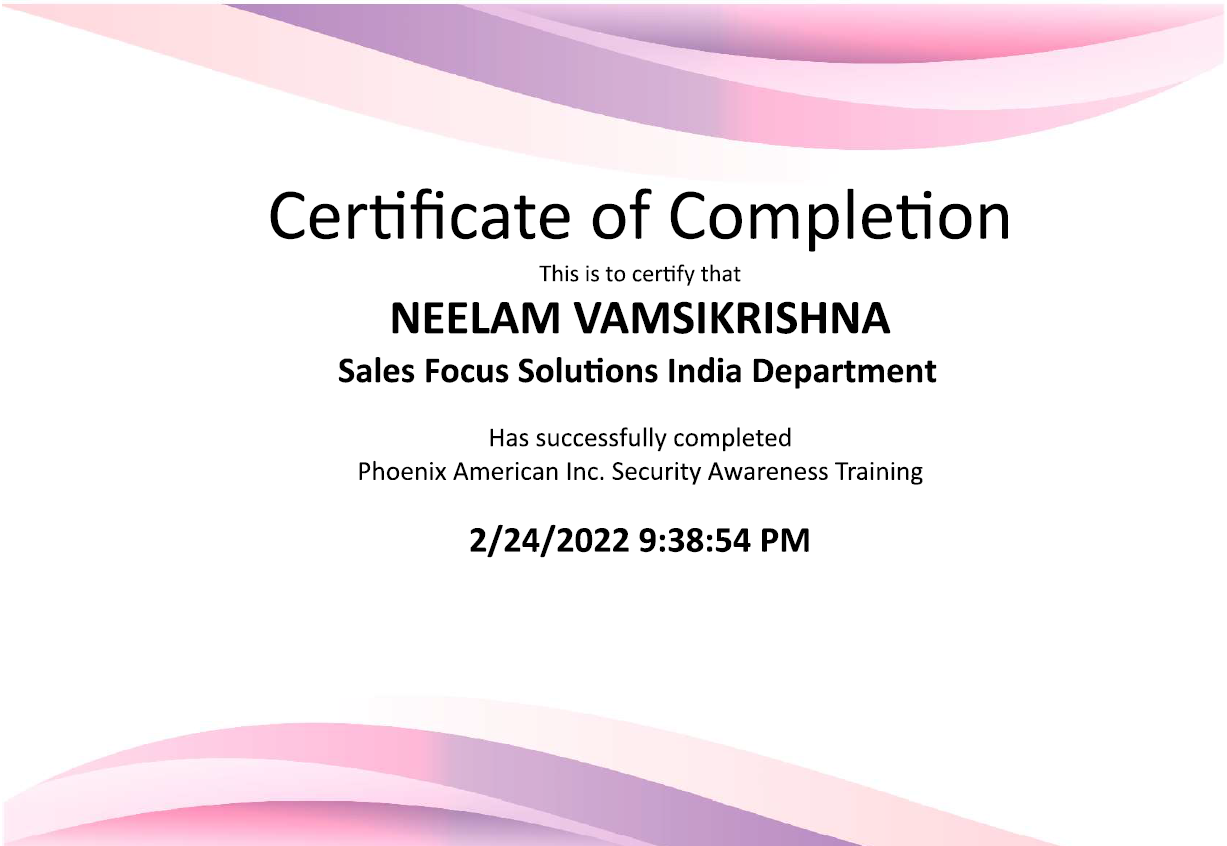 Certificate of Completion
This is to certify that
NEELAM VAMSIKRISHNA
Sales Focus Solutions India Department
Has successfully completed
Phoenix American Inc. Security Awareness Training
2/24/2022 9:38:54 PM